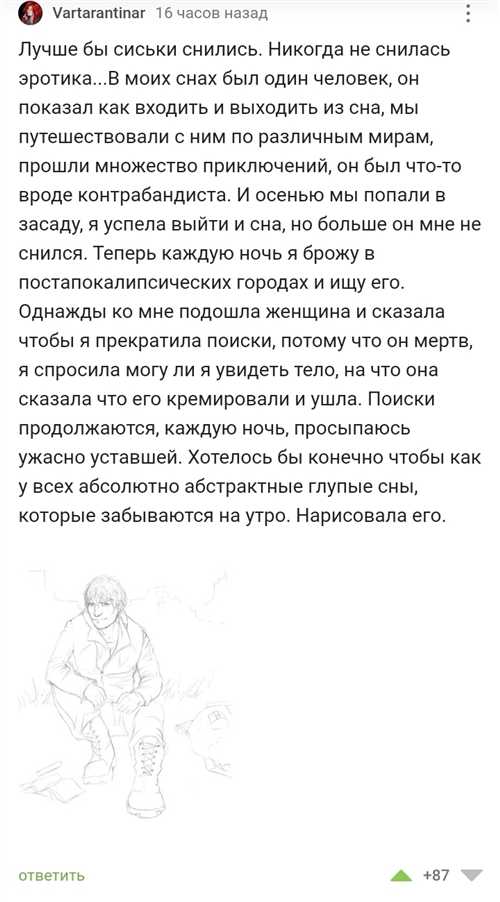 Vartarantinar 16 часов назад
Лучше бы сиськи снились. Никогда не снилась
эротика...В моих снах был один человек, он
показал как входить и выходить из сна, мы
путешествовали с ним по различным мирам,
прошли множество приключений, он был что-то
вроде контрабандиста. И осенью мы попали в
засаду, я успела выйти и сна, но больше он мне не
снился. Теперь каждую ночь я брожу в
постапокалипсических городах и ищу его.
Однажды ко мне подошла женщина и сказала
чтобы я прекратила поиски, потому что он мертв,
я спросила могу ли я увидеть тело, на что она
сказала что его кремировали и ушла. Поиски
продолжаются, каждую ночь, просыпаюсь
ужасно уставшей. Хотелось бы конечно чтобы как
у всех абсолютно абстрактные глупые сны,
которые забываются на утро. Нарисовала его.
ответить +87